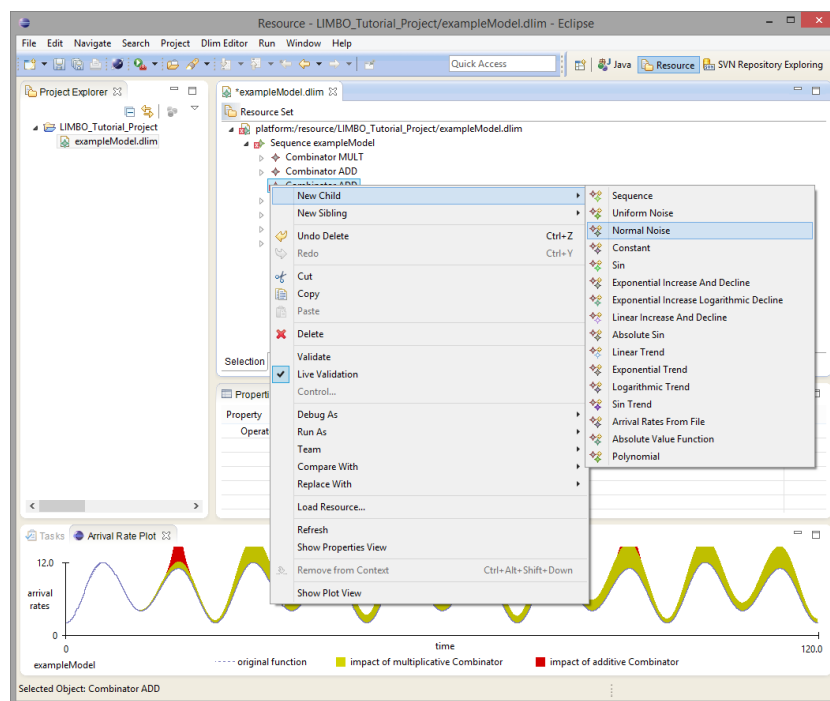 Resource - LIMBO_Tutorial_Project/exampleModel.dlim - Eclipse
File Edit Navigate Search Project Dlim Editor Run Window Help
Quick Access
Java Resource SVN Repository Exploring
Project Explorer
*exampleModel.dlim
Resource Set
LIMBO_Tutorial_Project
exampleModel.dlim
platform:/resource/LIMBO_Tutorial_Project/exampleModel.dlim
Sequence exampleModel
Combinator MULT
Combinator ADD
Combinator ADD
New Child
New Sibling
Undo Delete Ctrl+Z
Redo Ctrl+Y
Cut
Copy
Paste
Delete
Validate
Live Validation
Control...
Debug As
Run As
Team
Compare With
Replace With
Load Resource...
Refresh
Show Properties View
Remove from Context Ctrl+Alt+Shift+Down
Show Plot View
Sequence
Uniform Noise
Normal Noise
Constant
Sin
Exponential Increase And Decline
Exponential Increase Logarithmic Decline
Linear Increase And Decline
Absolute Sin
Linear Trend
Exponential Trend
Logarithmic Trend
Sin Trend
Arrival Rates From File
Absolute Value Function
Polynomial
Selection
Properti
Property
Operat
Tasks Arrival Rate Plot
12.0
arrival
rates
0
0
time
120.0
exampleModel
original function
impact of multiplicative Combinator
impact of additive Combinator
Selected Object: Combinator ADD